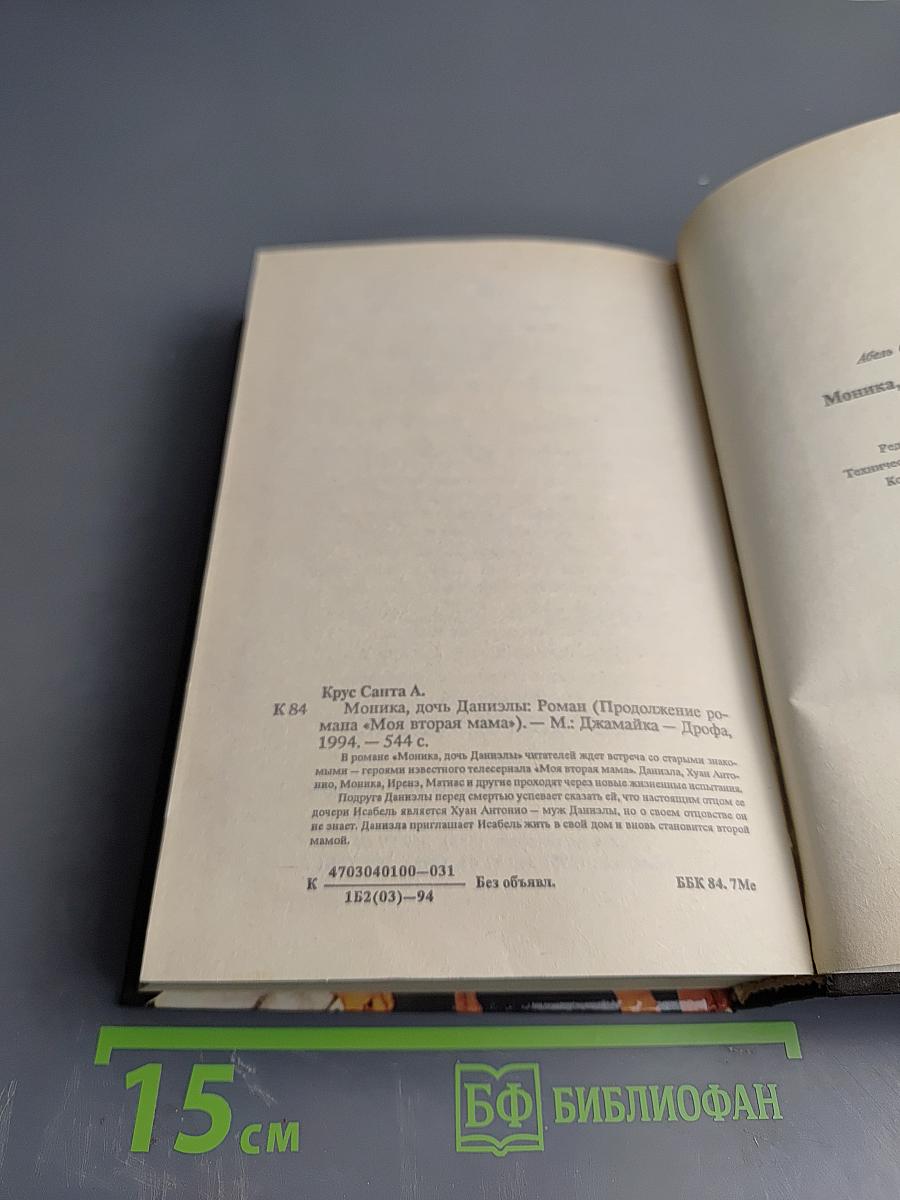 Крус Санта А.
К 84 Моника, дочь Даниэлы: Роман (Продолжение ро-
мана «Моя вторая мама»). — М.: Джамайка — Дрофа,
1994. — 544 с.
В романе «Моника, дочь Даниэлы» читателей ждет встреча со старыми знако-
мыми — героями известного телесериала «Моя вторая мама». Даниэла, Хуан Анто-
нио, Моника, Иренэ, Матиас и другие проходят через новые жизненные испытания.
Подруга Даниэлы перед смертью успевает сказать ей, что настоящим отцом ее
дочери Исабель является Хуан Антонио — муж Даниэлы, но о своем отцовстве он
не знает. Даниэла приглашает Исабель жить в свой дом и вновь становится второй
мамой.
К 4703040100—031
1Б2(03)—94
Без объявл.
ББК 84. 7Ме
Абель
Моника,
Ред
Техничес
Ко
15 см
БФ БИБЛИОФАН